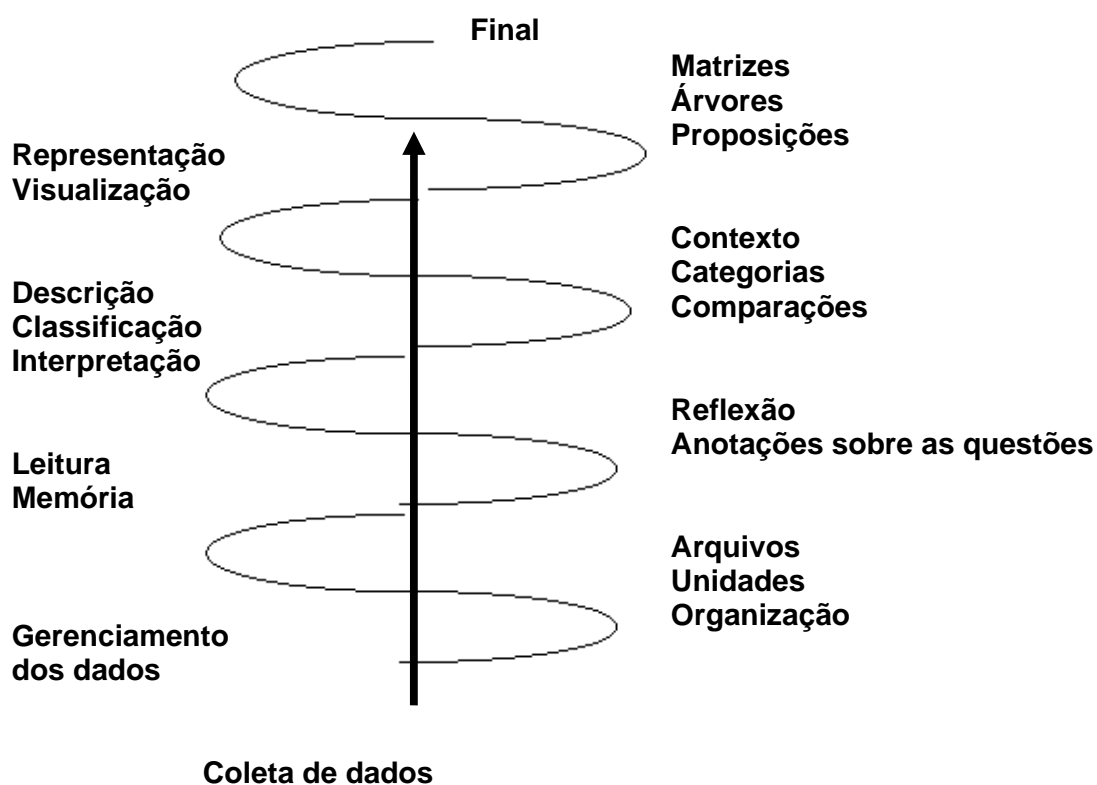 Final
Matrizes
Árvores
Proposições
Representação
Visualização
Contexto
Categorias
Comparações
Descrição
Classificação
Interpretação
Reflexão
Anotações sobre as questões
Leitura
Memória
Arquivos
Unidades
Organização
Gerenciamento
dos dados
Coleta de dados